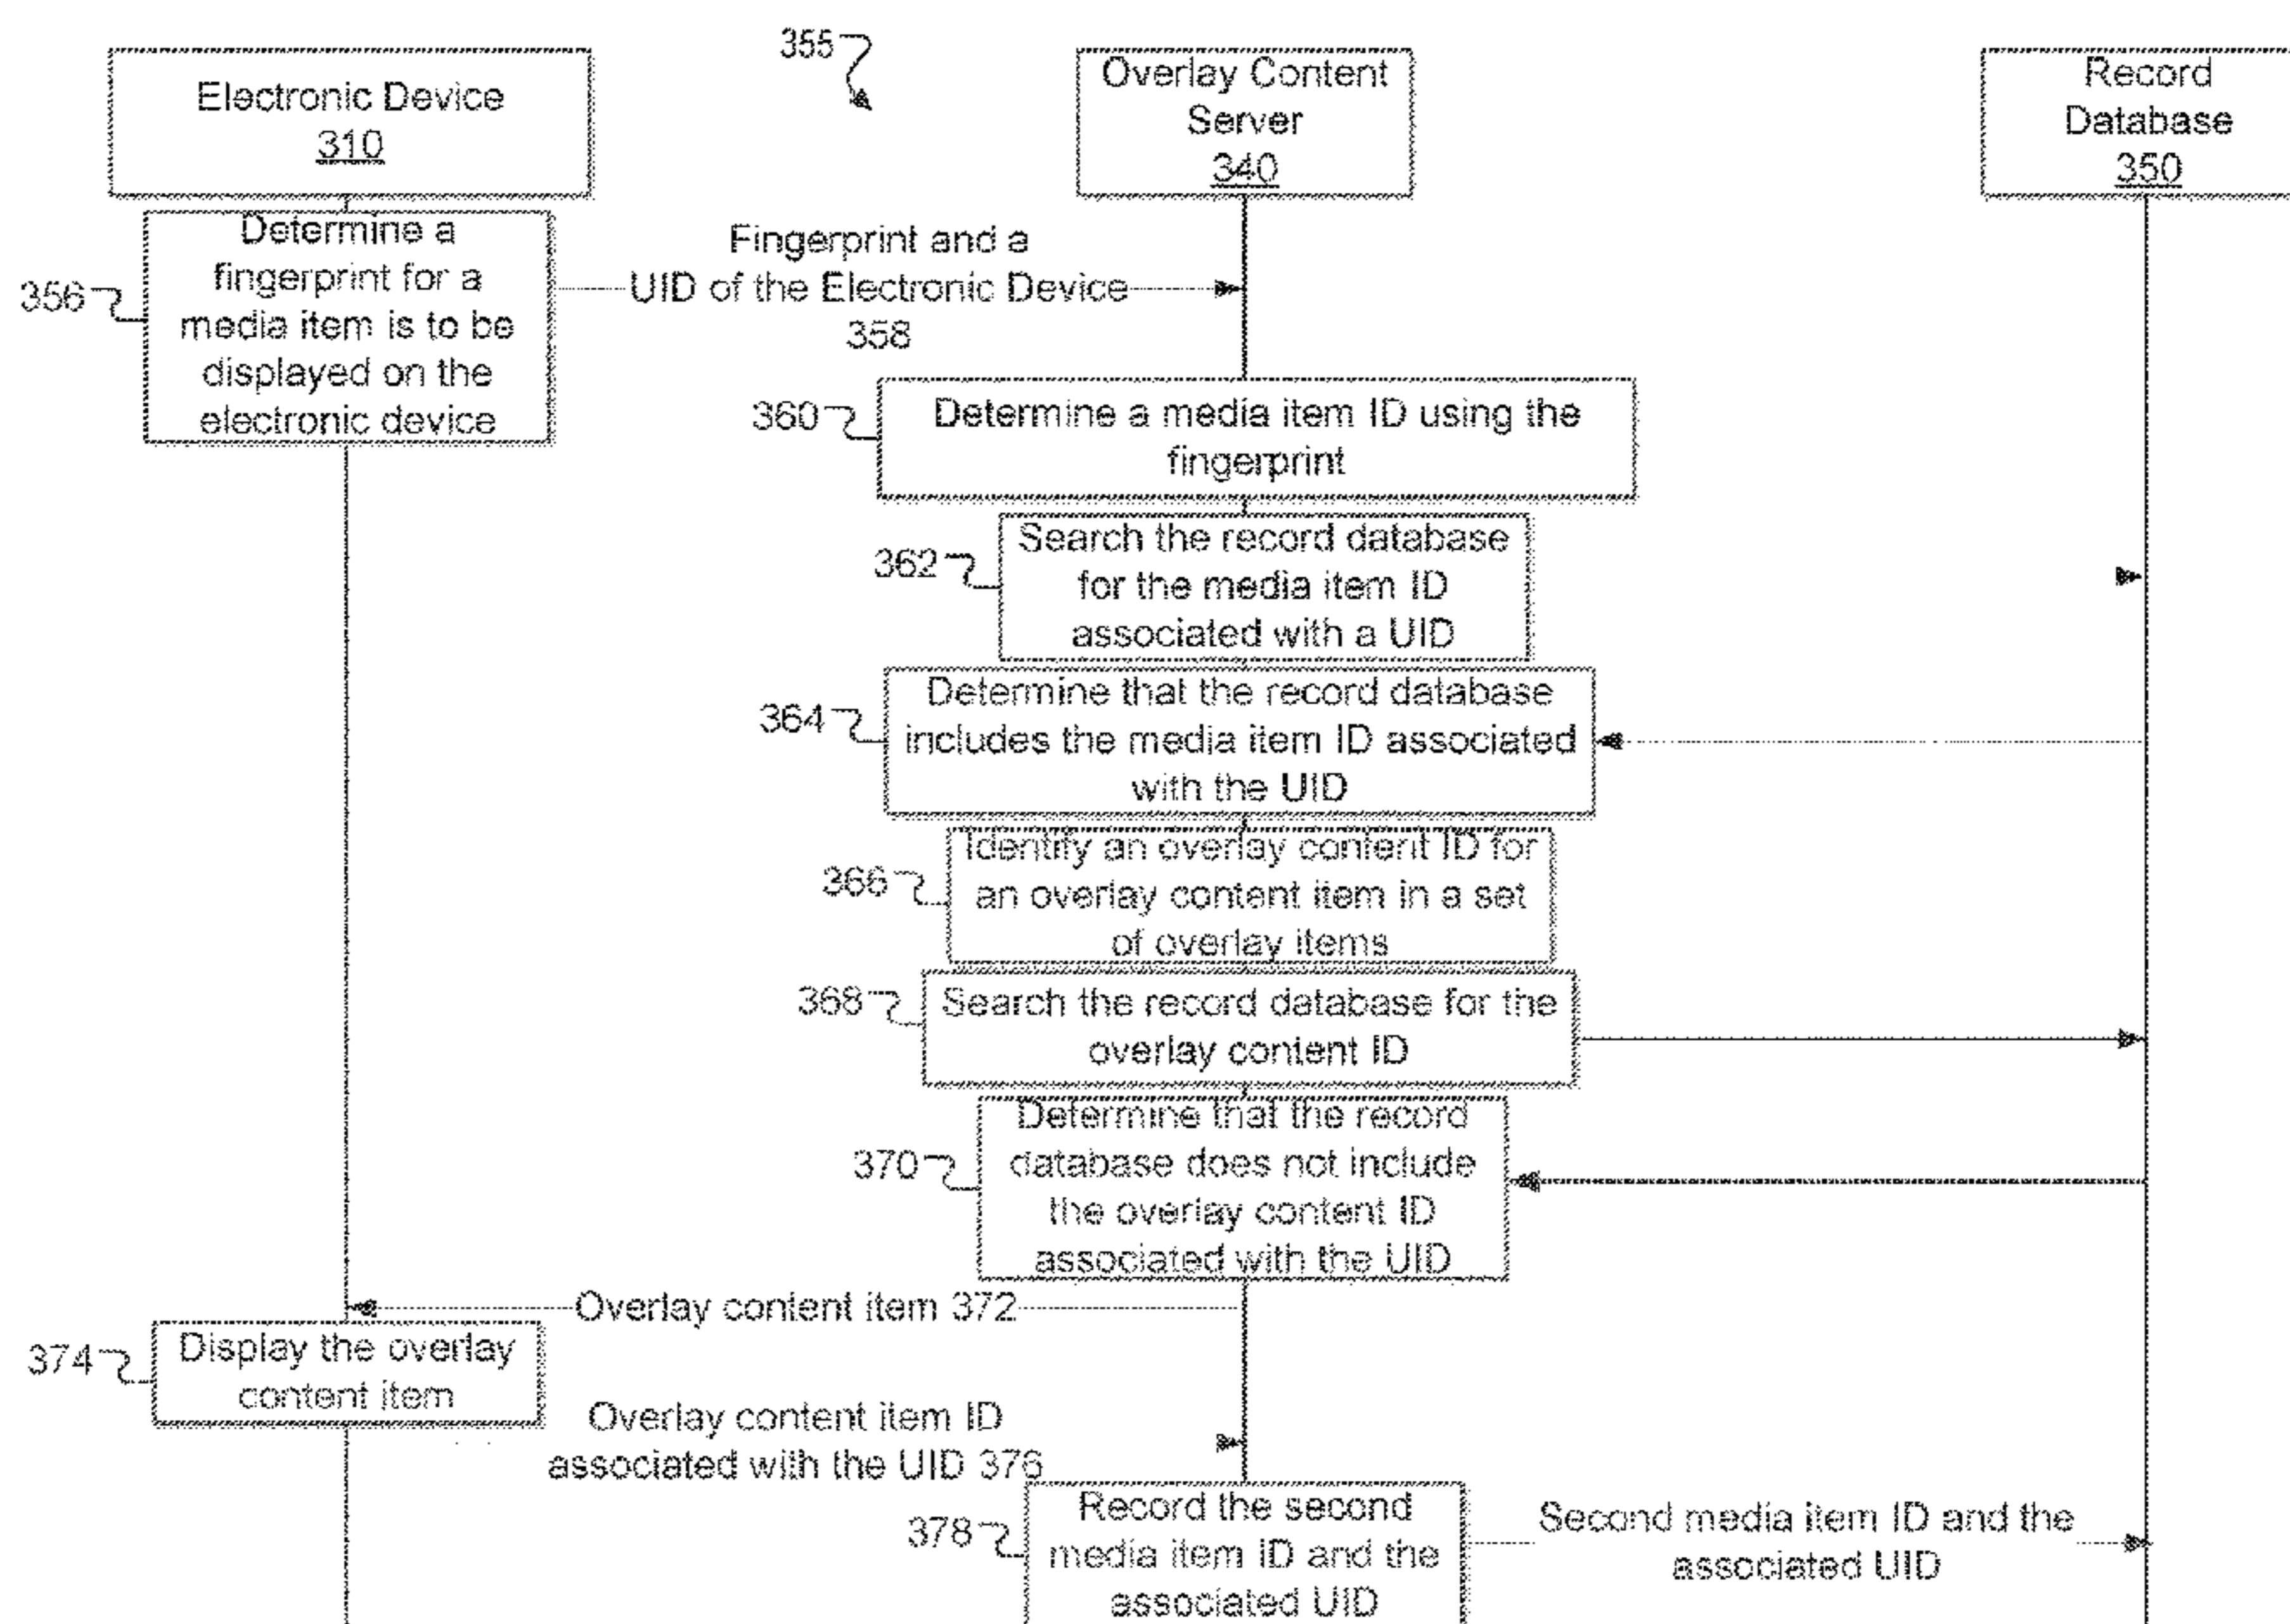 355
Electronic Device
310
Overlay Content
Server
340
Record
Database
350
356
Determine a
fingerprint for a
media item is to be
displayed on the
electronic device
Fingerprint and a
UID of the Electronic Device
358
360
Determine a media item ID using the
fingerprint
362
Search the record database
for the media item ID
associated with a UID
364
Determine that the record database
includes the media item ID associated
with the UID
366
Identify an overlay content ID for
an overlay content item in a set
of overlay items
368
Search the record database for the
overlay content ID
370
Determine that the record
database does not include
the overlay content ID
associated with the UID
Overlay content item 372
374
Display the overlay
content item
Overlay content item ID
associated with the UID 376
378
Record the second
media item ID and the
associated UID
Second media item ID and the
associated UID